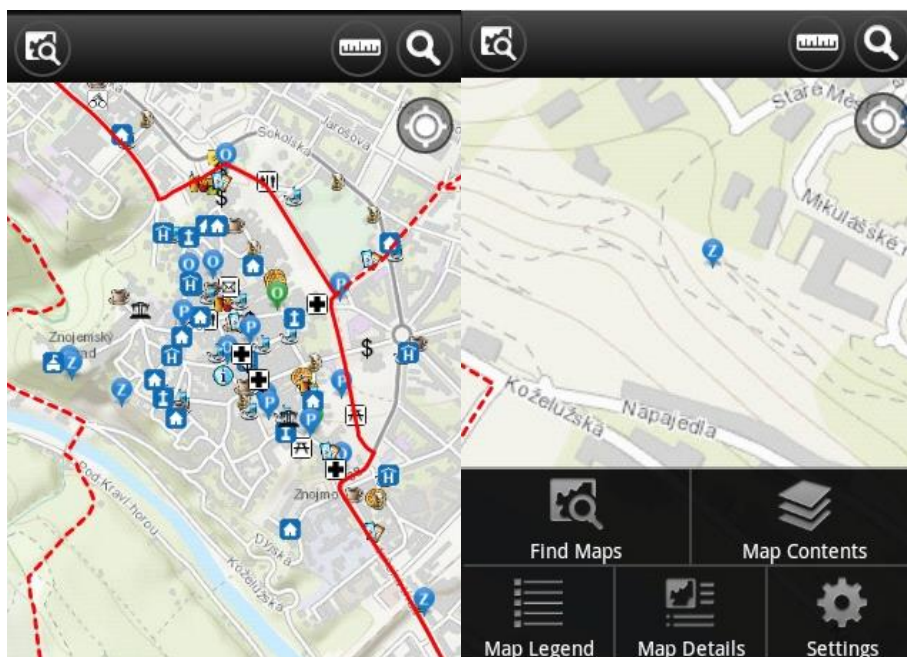 Sokolská
Jarošova
Znojemský
Znojmo
Pod Kraví horou
Dyjská
Koželužská
Staré Měs
Mikulášské n
Koželužská
Napajedla
Find Maps
Map Contents
Map Legend
Map Details
Settings